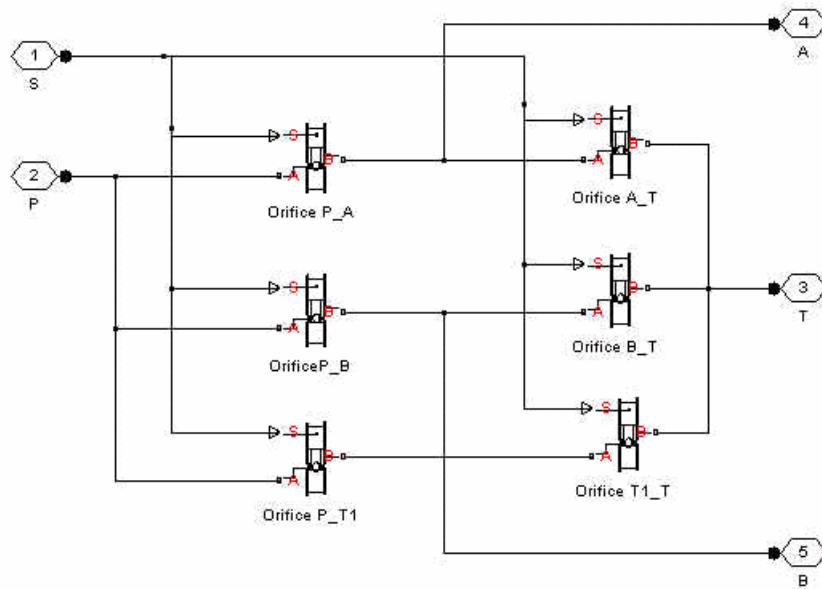 4
A
1
S
S
S
B
B
2
A
A
P
Orifice P_A
Orifice A_T
S
S
B
B
3
A
A
T
OrificeP_B
Orifice B_T
S
S
B
B
A
A
Orifice P_T1
Orifice T1_T
5
B